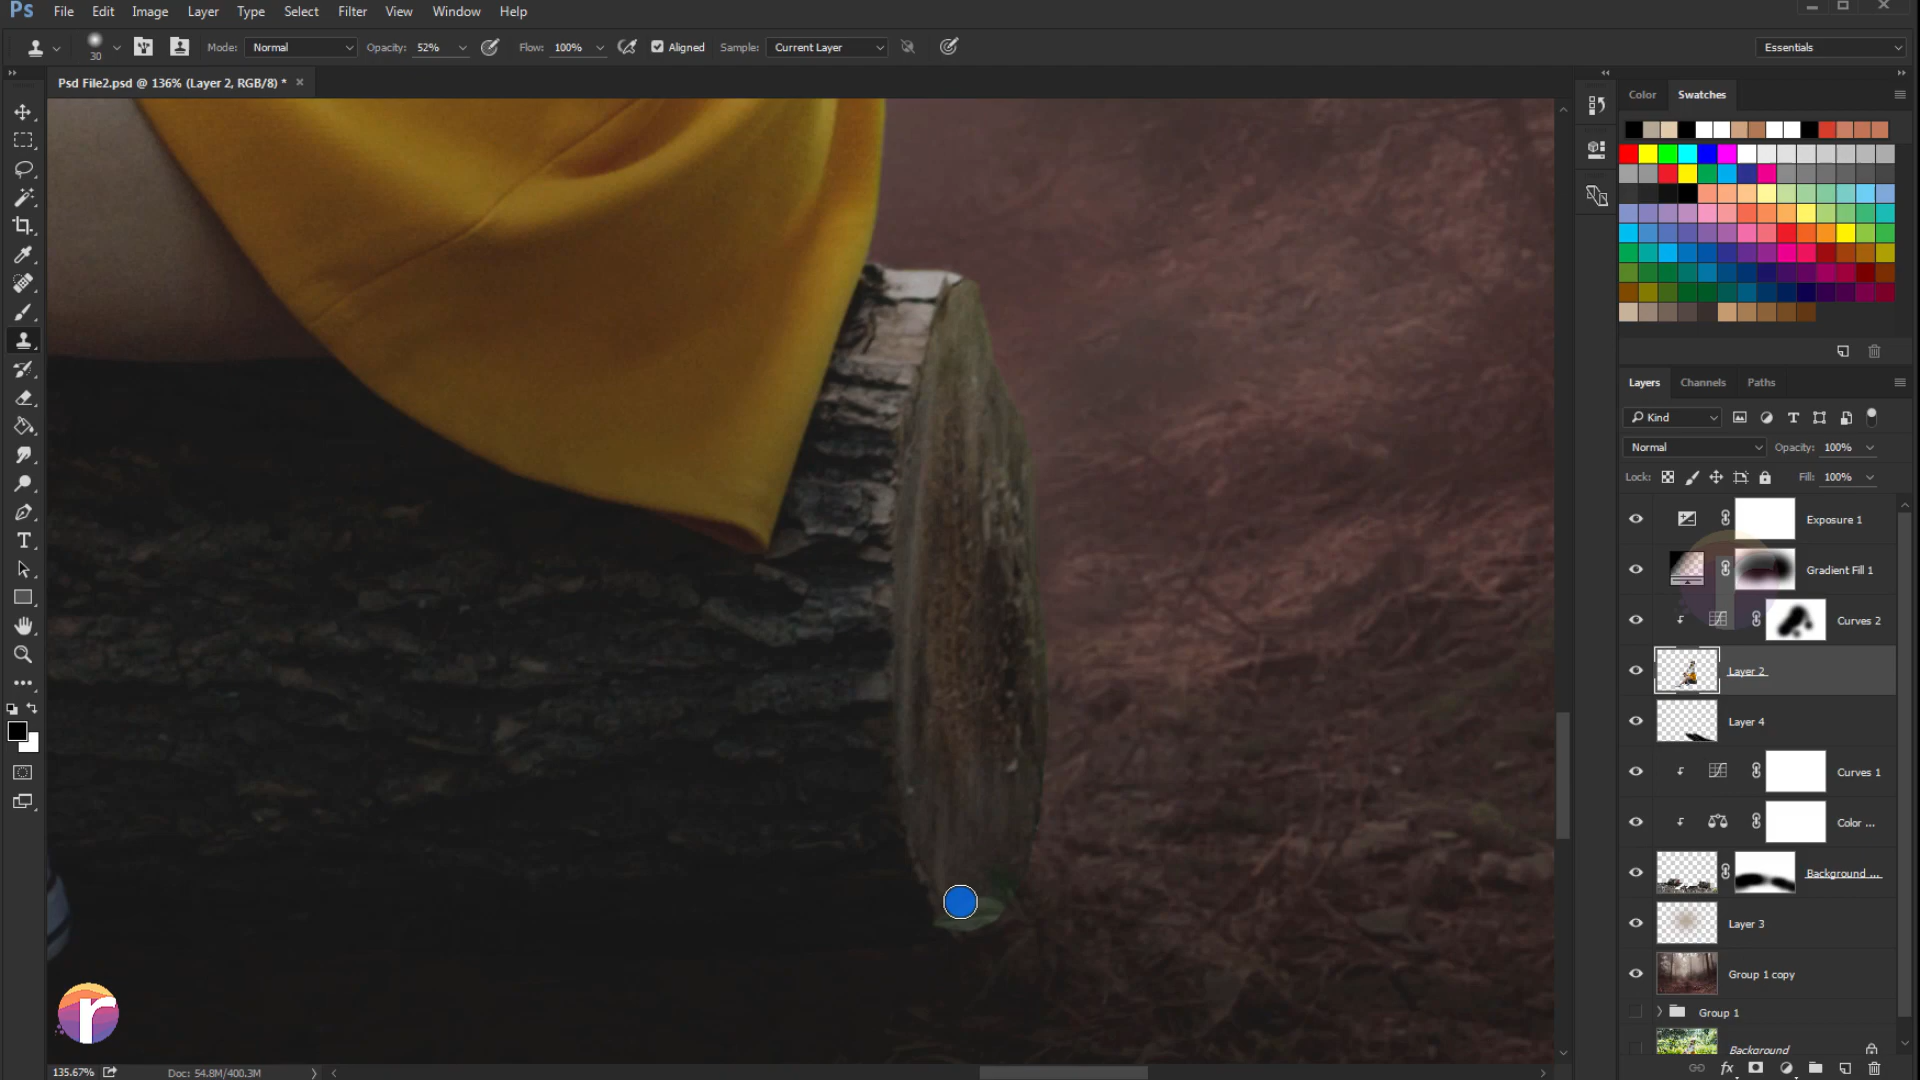 Ps File Edit Image Layer Type Select Filter View Window Help
30 Mode: Normal Opacity: 52% Flow: 100% Aligned Sample: Current Layer Essentials
Psd File2.psd @ 136% (Layer 2, RGB/8) * ×
Color Swatches
Layers Channels Paths
Kind
Normal Opacity: 100%
Lock: Fill: 100%
Exposure 1
Gradient Fill 1
Curves 2
Layer 2
Layer 4
Curves 1
Color ...
Background ...
Layer 3
Group 1 copy
Group 1
Background
r
135.67% Doc: 54.8M/400.3M
fx